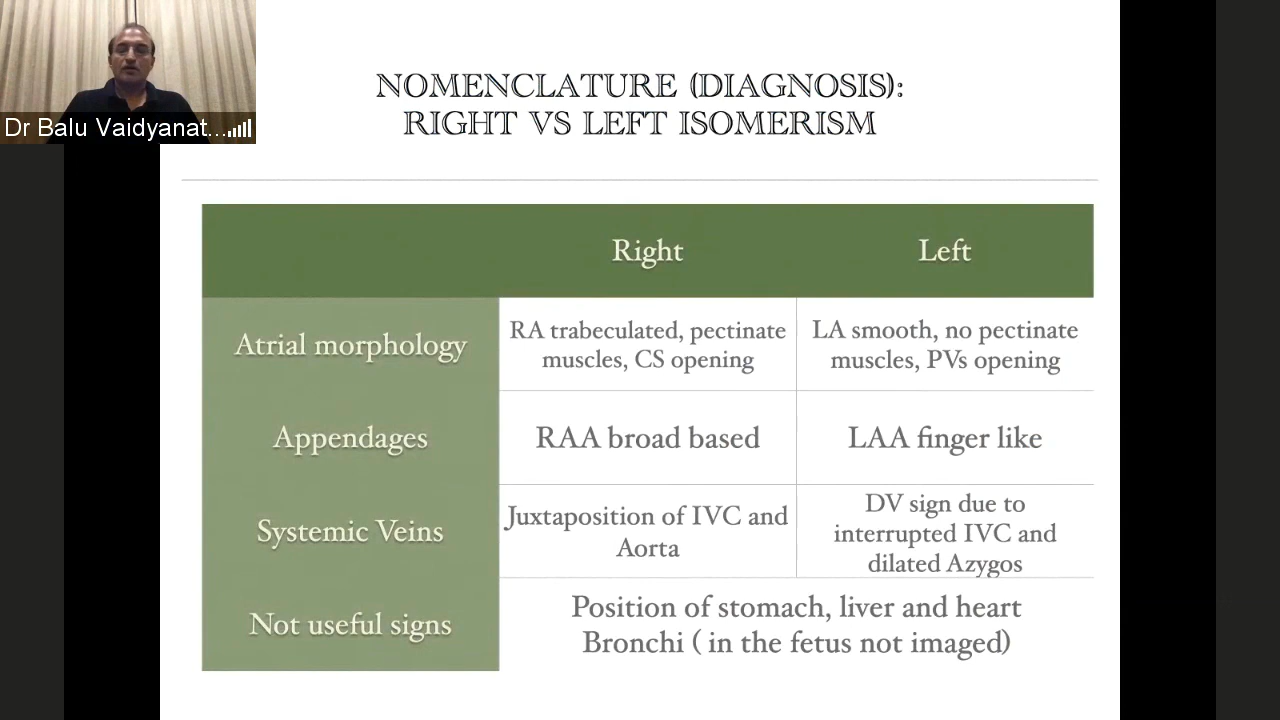 Dr Balu Vaidyanat...
NOMENCLATURE (DIAGNOSIS):
RIGHT VS LEFT ISOMERISM
Right
Left
Atrial morphology
RA trabeculated, pectinate
muscles, CS opening
LA smooth, no pectinate
muscles, PVs opening
Appendages
RAA broad based
LAA finger like
Systemic Veins
Juxtaposition of IVC and
Aorta
DV sign due to
interrupted IVC and
dilated Azygos
Not useful signs
Position of stomach, liver and heart
Bronchi ( in the fetus not imaged)